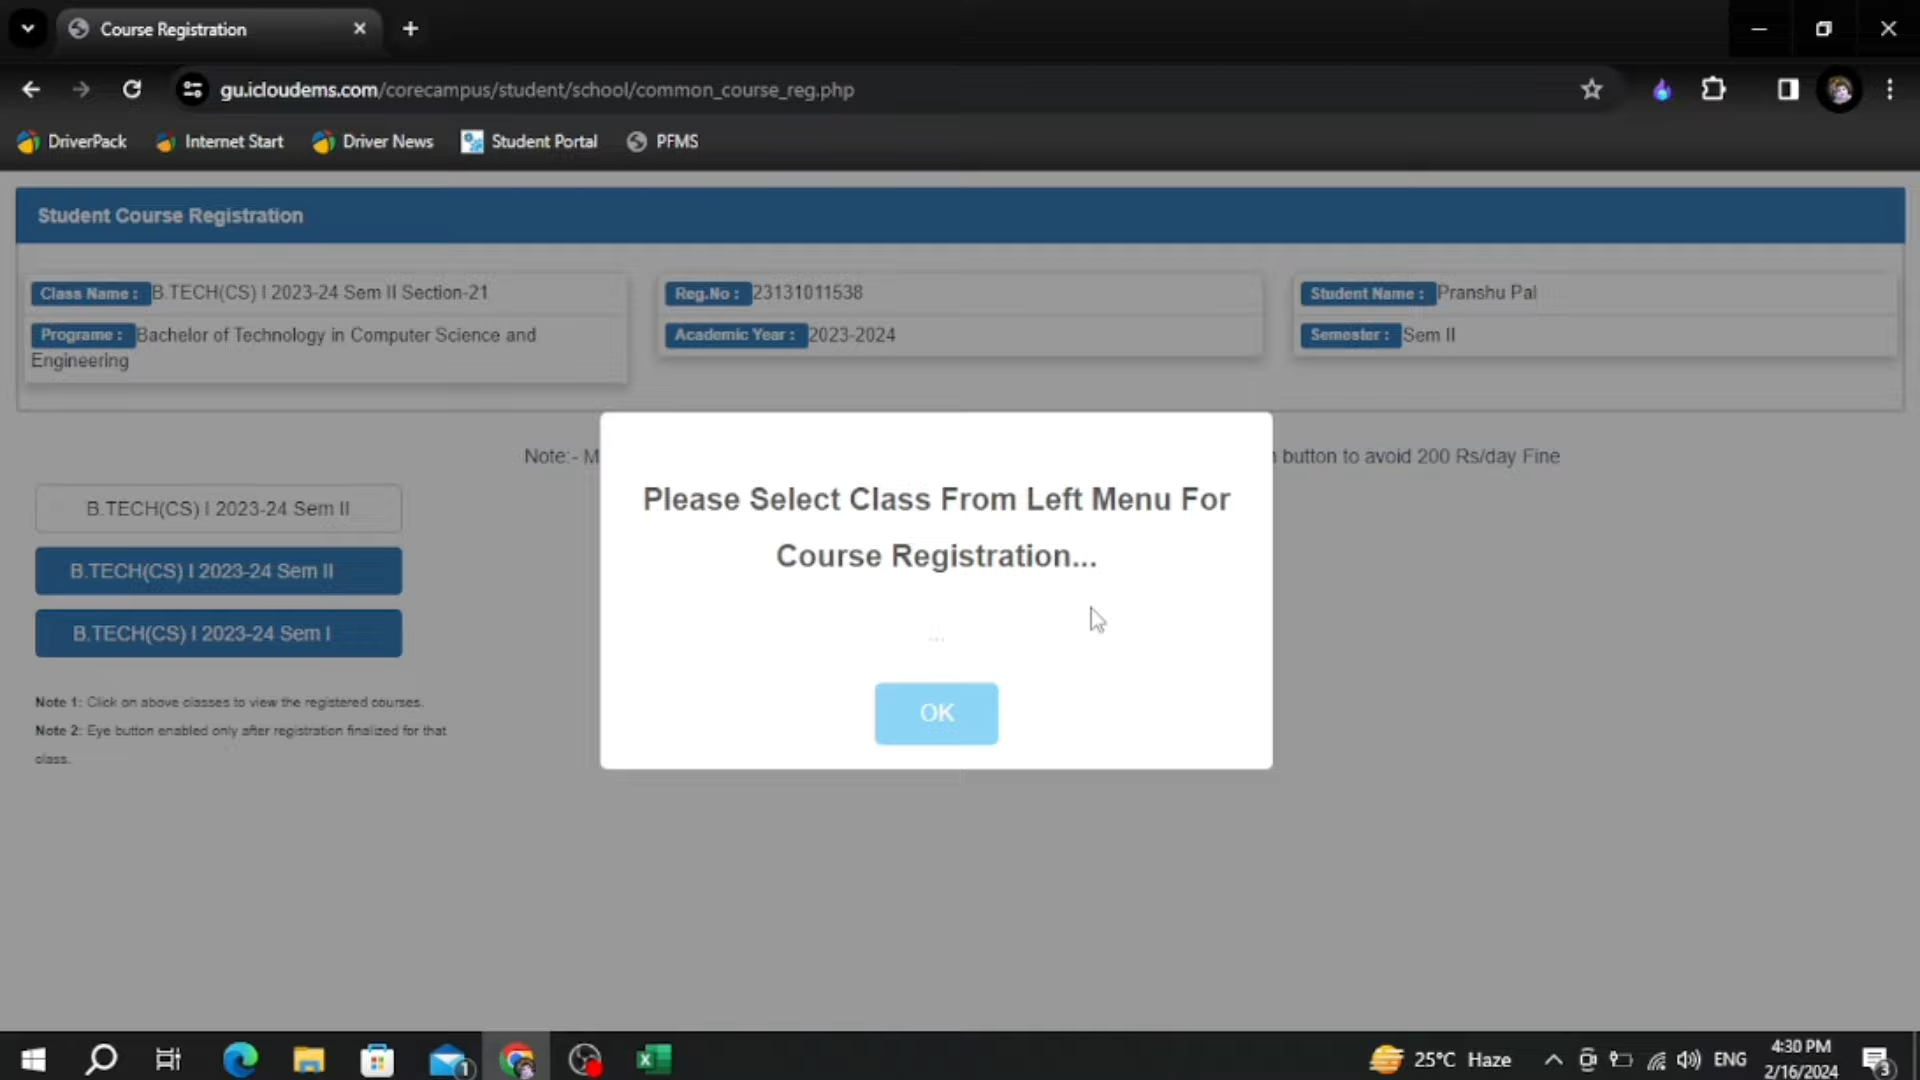 Course Registration
gu.icloudems.com/corecampus/student/school/common_course_reg.php
DriverPack
Internet Start
Driver News
Student Portal
PFMS
Student Course Registration
Class Name : B.TECH(CS) I 2023-24 Sem II Section-21
Reg.No : 23131011538
Student Name : Pranshu Pal
Programe : Bachelor of Technology in Computer Science and
Engineering
Academic Year : 2023-2024
Semester : Sem II
Note:- M
button to avoid 200 Rs/day Fine
B.TECH(CS) I 2023-24 Sem II
B.TECH(CS) I 2023-24 Sem II
B.TECH(CS) I 2023-24 Sem I
Note 1: Click on above classes to view the registered courses.
Note 2: Eye button enabled only after registration finalized for that
class.
Please Select Class From Left Menu For
Course Registration...
...
OK
1
25°C Haze
ENG
4:30 PM
2/16/2024
3